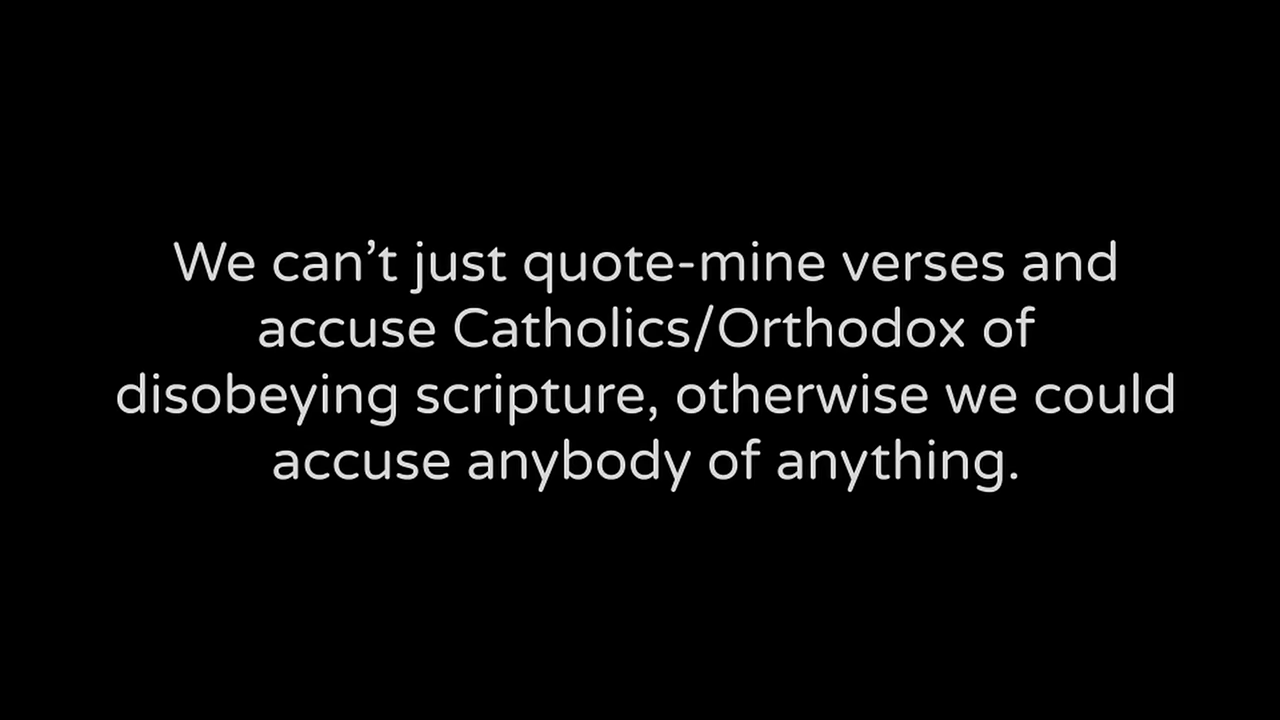 We can’t just quote-mine verses and
accuse Catholics/Orthodox of
disobeying scripture, otherwise we could
accuse anybody of anything.